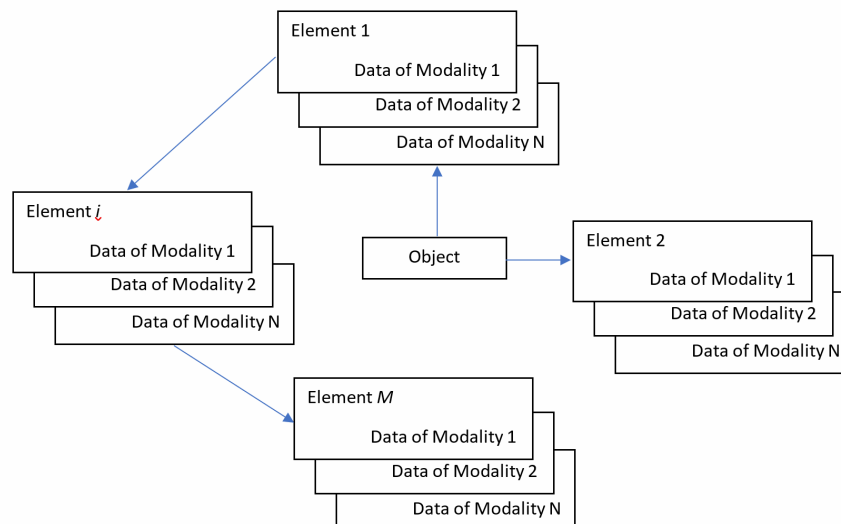 Element 1
Data of Modality 1
Data of Modality 2
Data of Modality N
Element i
Data of Modality 1
Data of Modality 2
Data of Modality N
Object
Element 2
Data of Modality 1
Data of Modality 2
Data of Modality N
Element M
Data of Modality 1
Data of Modality 2
Data of Modality N